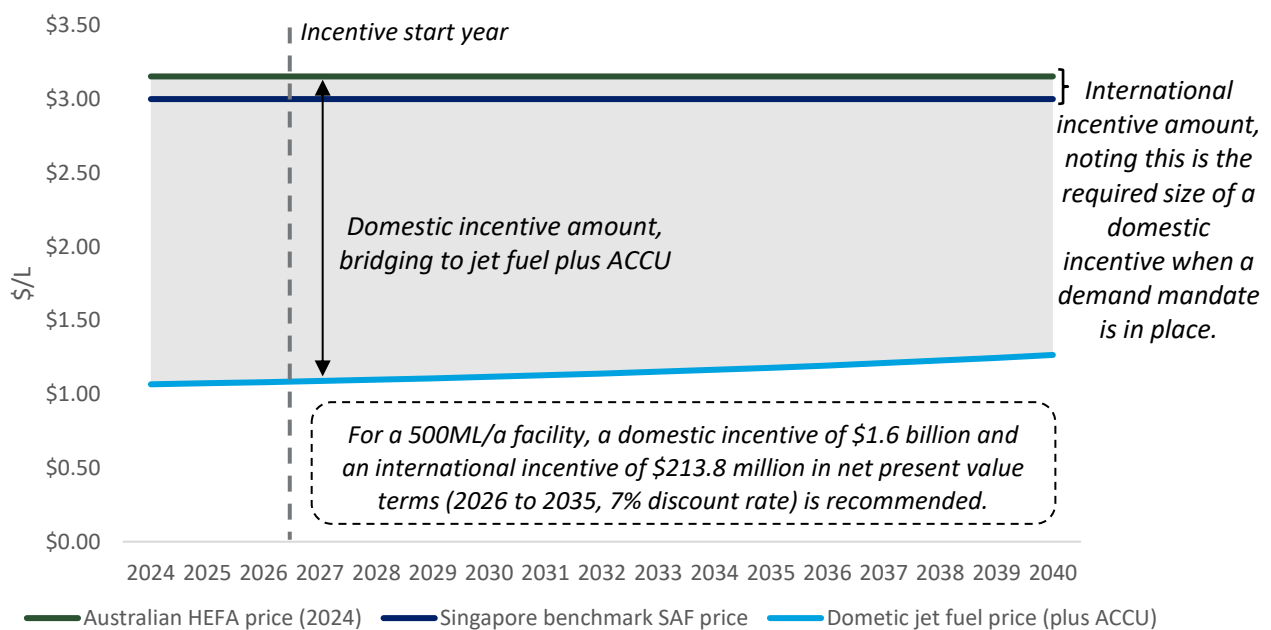 $3.50
Incentive start year
$3.00
$2.50
$2.00
$1.50
$1.00
$0.50
$0.00
$/L
Domestic incentive amount,
bridging to jet fuel plus ACCU
International
incentive amount,
noting this is the
required size of a
domestic
incentive when a
demand mandate
is in place.
For a 500ML/a facility, a domestic incentive of $1.6 billion and
an international incentive of $213.8 million in net present value
terms (2026 to 2035, 7% discount rate) is recommended.
2024 2025 2026 2027 2028 2029 2030 2031 2032 2033 2034 2035 2036 2037 2038 2039 2040
Australian HEFA price (2024) Singapore benchmark SAF price Dometic jet fuel price (plus ACCU)